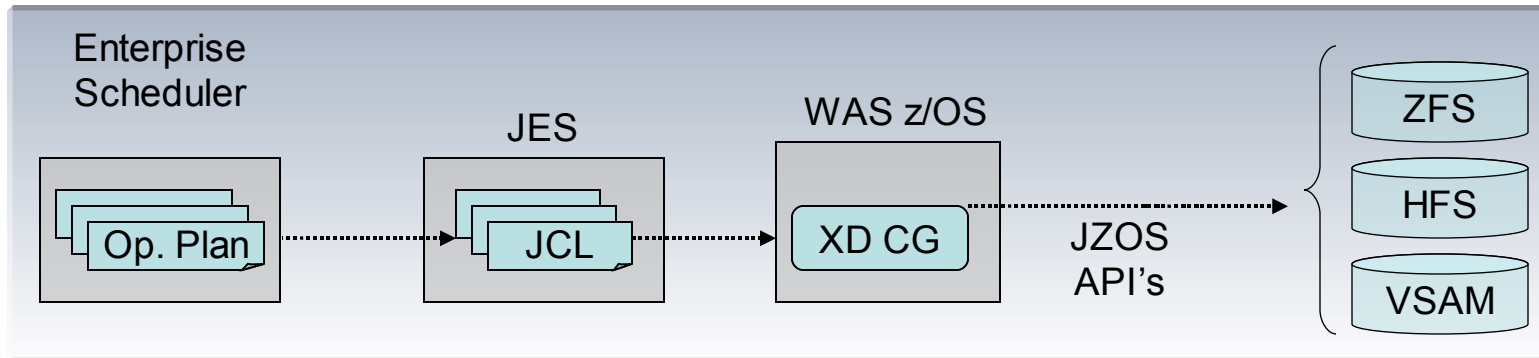 Enterprise
Scheduler
Op. Plan
JES
JCL
WAS z/OS
XD CG
JZOS
API's
ZFS
HFS
VSAM